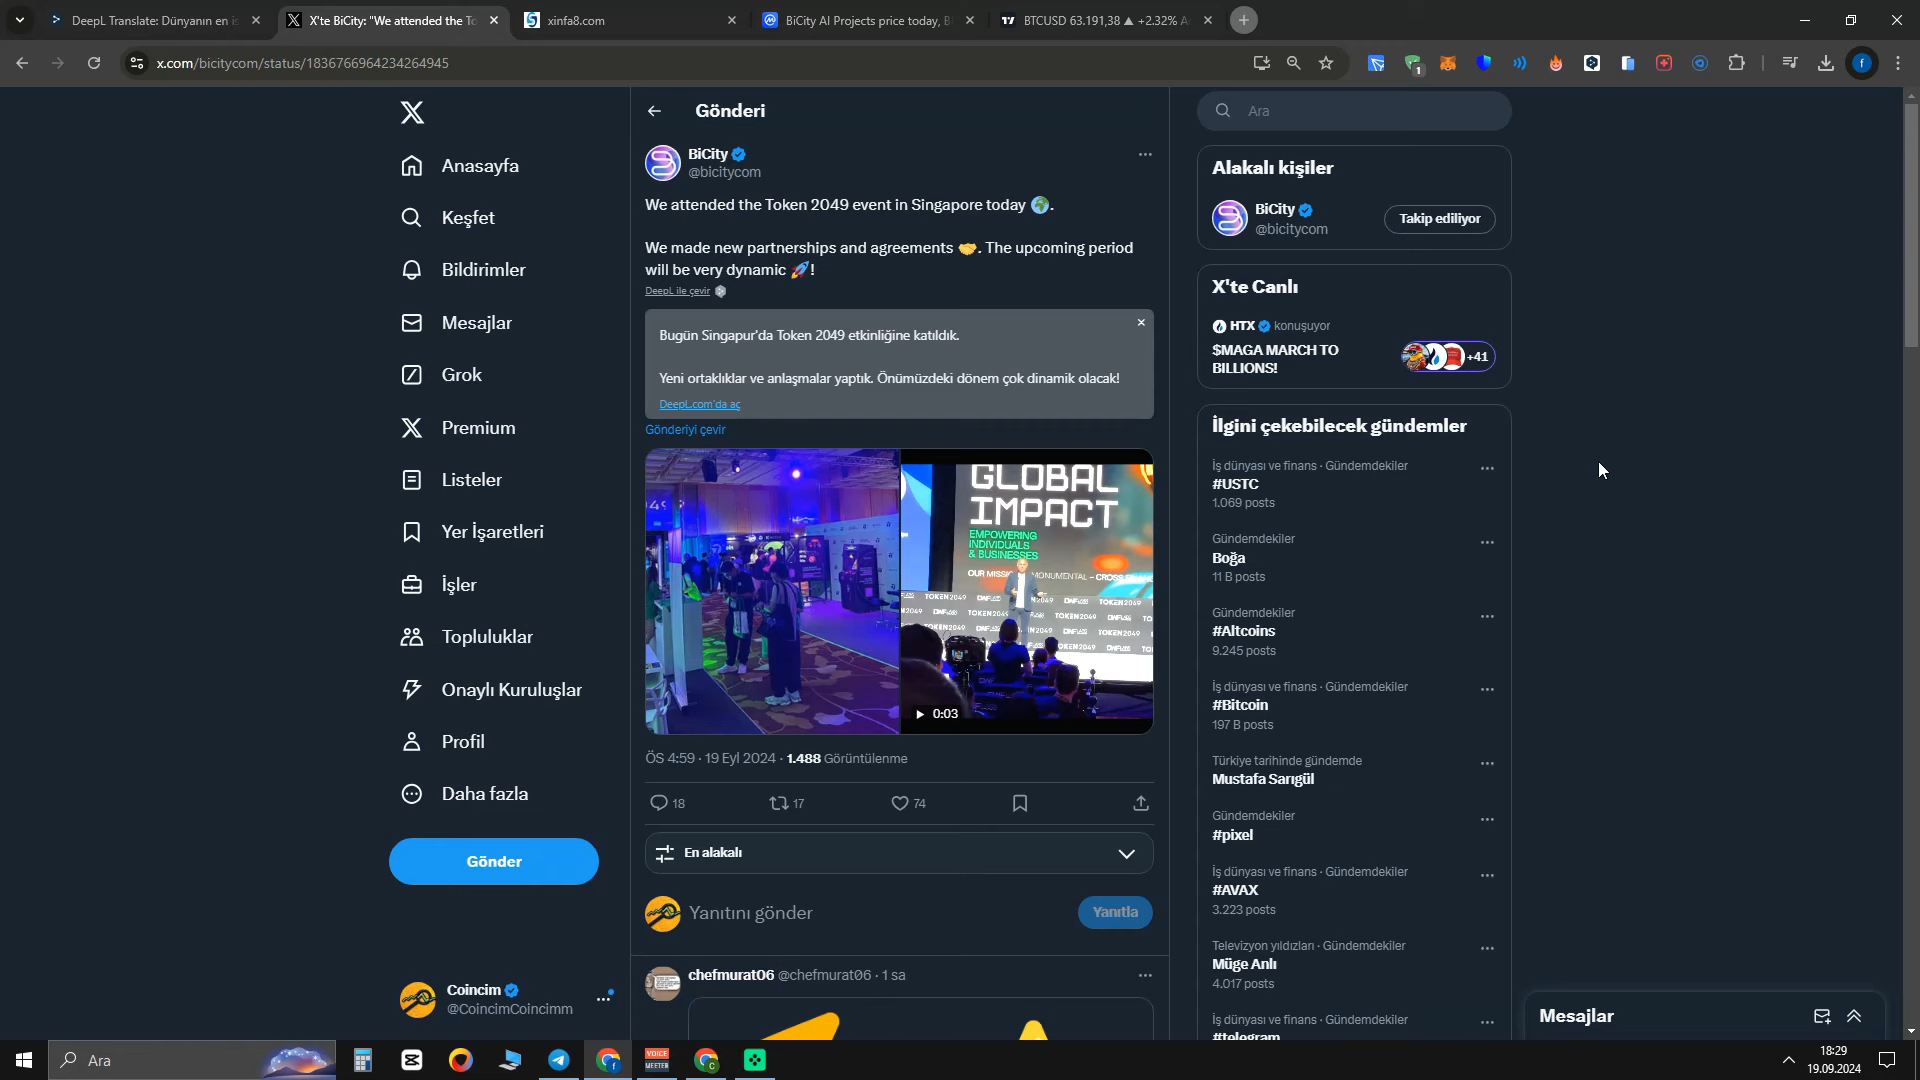 DeepL Translate: Dünyanın en i
X'te BiCity: "We attended the To
xinfa8.com
BiCity AI Projects price today, B
BTCUSD 63.191,38 ▲ +2.32% A
x.com/bicitycom/status/1836766964234264945
Anasayfa
Keşfet
Bildirimler
Mesajlar
Grok
Premium
Listeler
Yer İşaretleri
İşler
Topluluklar
Onaylı Kuruluşlar
Profil
Daha fazla
Gönder
Coincim
@CoincimCoincimm
Gönderi
BiCity
@bicitycom
We attended the Token 2049 event in Singapore today 🌍.
We made new partnerships and agreements 🤝. The upcoming period
will be very dynamic 🚀!
DeepL ile çevir
Bugün Singapur'da Token 2049 etkinliğine katıldık.
Yeni ortaklıklar ve anlaşmalar yaptık. Önümüzdeki dönem çok dinamik olacak!
DeepL.com'da aç
Gönderiyi çevir
GLOBAL
IMPACT
EMPOWERING
INDIVIDUALS
& BUSINESSES
OUR MISSI
MONUMENTAL – CROSS
TOKEN2049
0:03
ÖS 4:59 · 19 Eyl 2024 · 1.488 Görüntülenme
18
17
74
En alakalı
Yanıtını gönder
Yanıtla
chefmurat06 @chefmurat06 · 1 sa
Ara
Alakalı kişiler
BiCity
@bicitycom
Takip ediliyor
X'te Canlı
HTX konuşuyor
$MAGA MARCH TO
BILLIONS!
+41
İlgini çekebilecek gündemler
İş dünyası ve finans · Gündemdekiler
#USTC
1.069 posts
Gündemdekiler
Boğa
11 B posts
Gündemdekiler
#Altcoins
9.245 posts
İş dünyası ve finans · Gündemdekiler
#Bitcoin
197 B posts
Türkiye tarihinde gündemde
Mustafa Sarıgül
Gündemdekiler
#pixel
İş dünyası ve finans · Gündemdekiler
#AVAX
3.223 posts
Televizyon yıldızları · Gündemdekiler
Müge Anlı
4.017 posts
İş dünyası ve finans · Gündemdekiler
#telegram
Mesajlar
Ara
VOICE
MEETER
18:29
19.09.2024